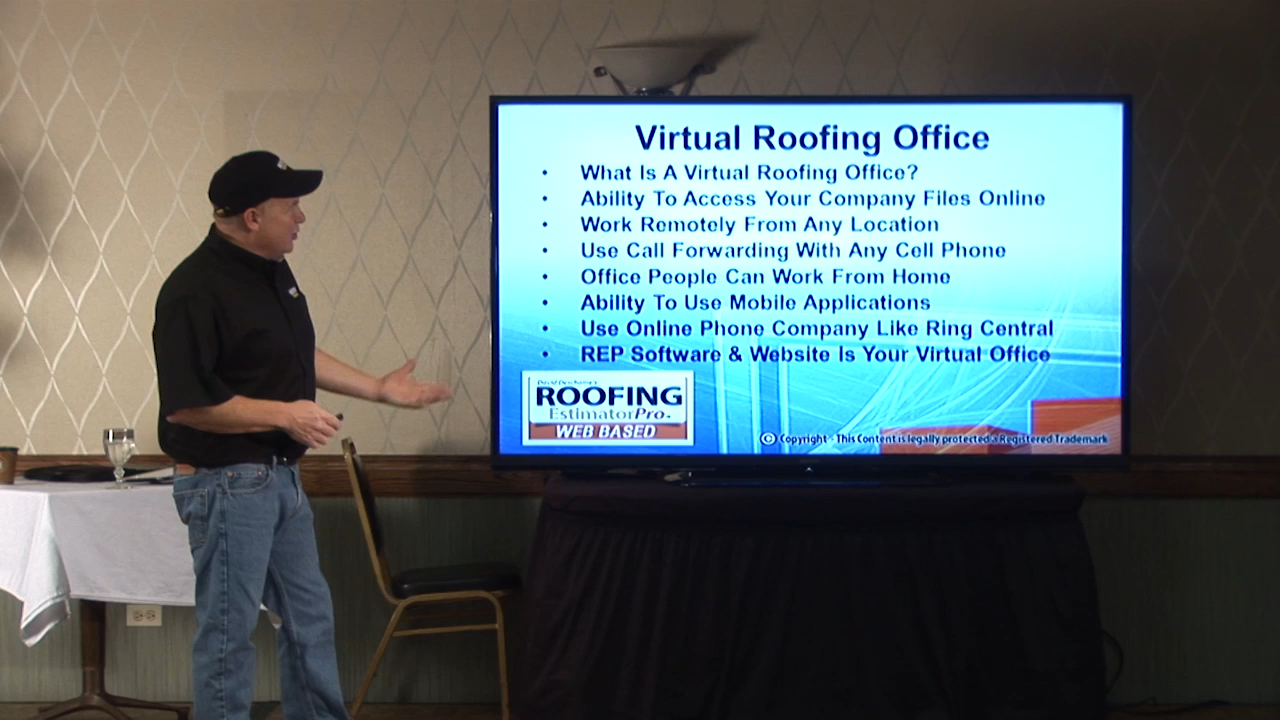 Virtual Roofing Office
• What Is A Virtual Roofing Office?
• Ability To Access Your Company Files Online
• Work Remotely From Any Location
• Use Call Forwarding With Any Cell Phone
• Office People Can Work From Home
• Ability To Use Mobile Applications
• Use Online Phone Company Like Ring Central
• REP Software & Website Is Your Virtual Office
ROOFING
EstimatorPro
WEB BASED
© Copyright - This Content is legally protected a Registered Trademark